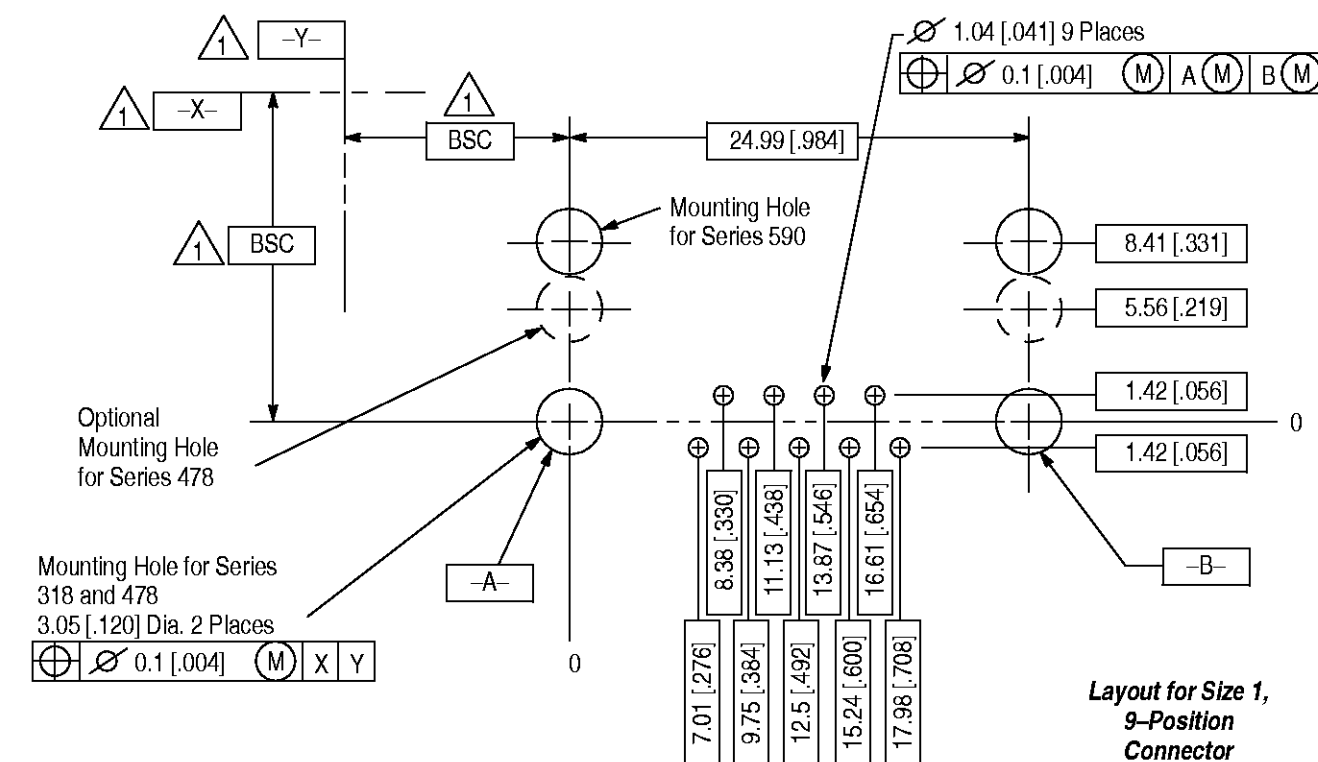 1
–Y–
∅ 1.04 [.041] 9 Places
⌖ ∅ 0.1 [.004] Ⓜ A Ⓜ B Ⓜ
1
–X–
1
BSC
24.99 [.984]
Mounting Hole
for Series 590
1
BSC
8.41 [.331]
5.56 [.219]
1.42 [.056]
0
1.42 [.056]
Optional
Mounting Hole
for Series 478
8.38 [.330]
11.13 [.438]
13.87 [.546]
16.61 [.654]
–A–
–B–
Mounting Hole for Series
318 and 478
3.05 [.120] Dia. 2 Places
⌖ ∅ 0.1 [.004] Ⓜ X Y
0
7.01 [.276]
9.75 [.384]
12.5 [.492]
15.24 [.600]
17.98 [.708]
Layout for Size 1,
9–Position
Connector